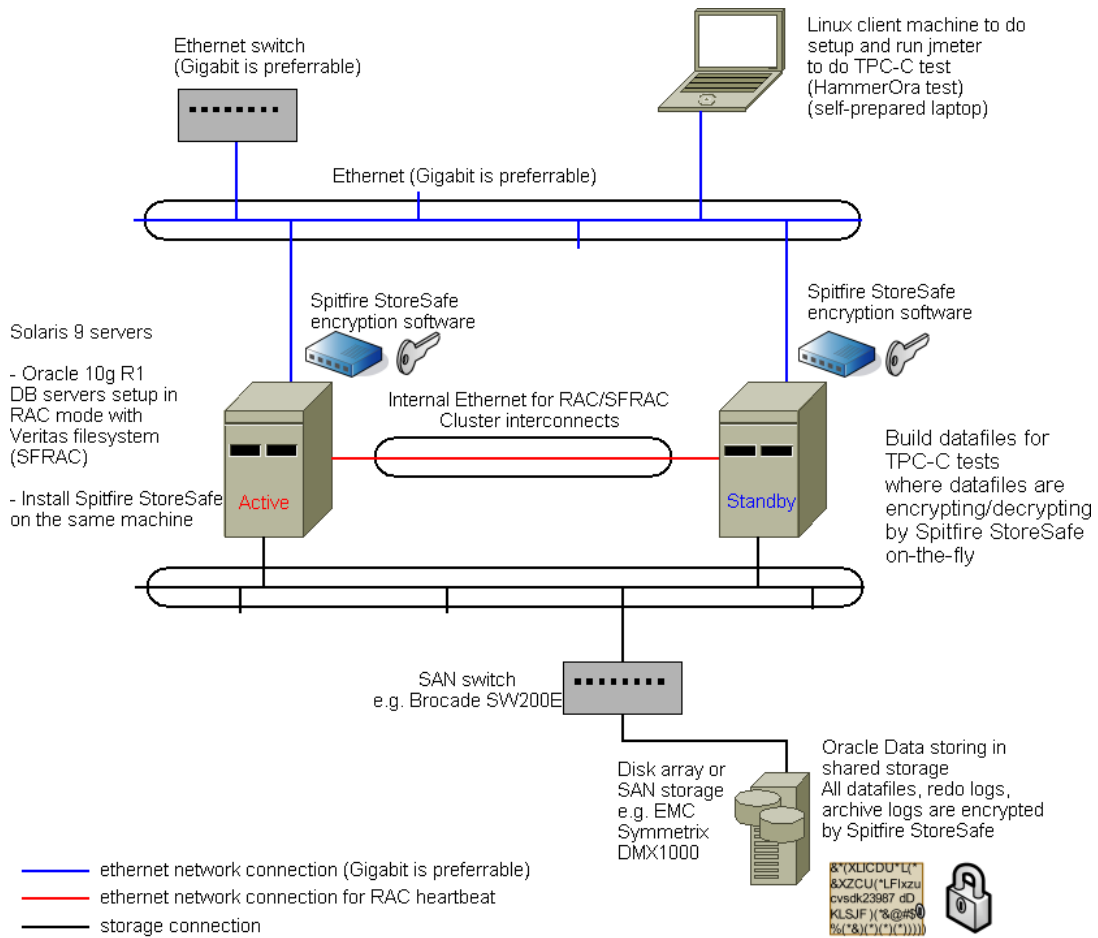 Ethernet switch
(Gigabit is preferrable)
Linux client machine to do
setup and run jmeter
to do TPC-C test
(HammerOra test)
(self-prepared laptop)
Ethernet (Gigabit is preferrable)
Spitfire StoreSafe
encryption software
Spitfire StoreSafe
encryption software
Solaris 9 servers
- Oracle 10g R1
DB servers setup in
RAC mode with
Veritas filesystem
(SFRAC)
- Install Spitfire StoreSafe
on the same machine
Active
Internal Ethernet for RAC/SFRAC
Cluster interconnects
Standby
Build datafiles for
TPC-C tests
where datafiles are
encrypting/decrypting
by Spitfire StoreSafe
on-the-fly
SAN switch
e.g. Brocade SW200E
Disk array or
SAN storage
e.g. EMC
Symmetrix
DMX1000
Oracle Data storing in
shared storage
All datafiles, redo logs,
archive logs are encrypted
by Spitfire StoreSafe
&*(XLICDU*L(*
&XZCU(*LFIxzu
cvsdk23987 dD
KLSJF )(*&@#$
%(*&)(*)(*)(*)))))
ethernet network connection (Gigabit is preferrable)
ethernet network connection for RAC heartbeat
storage connection